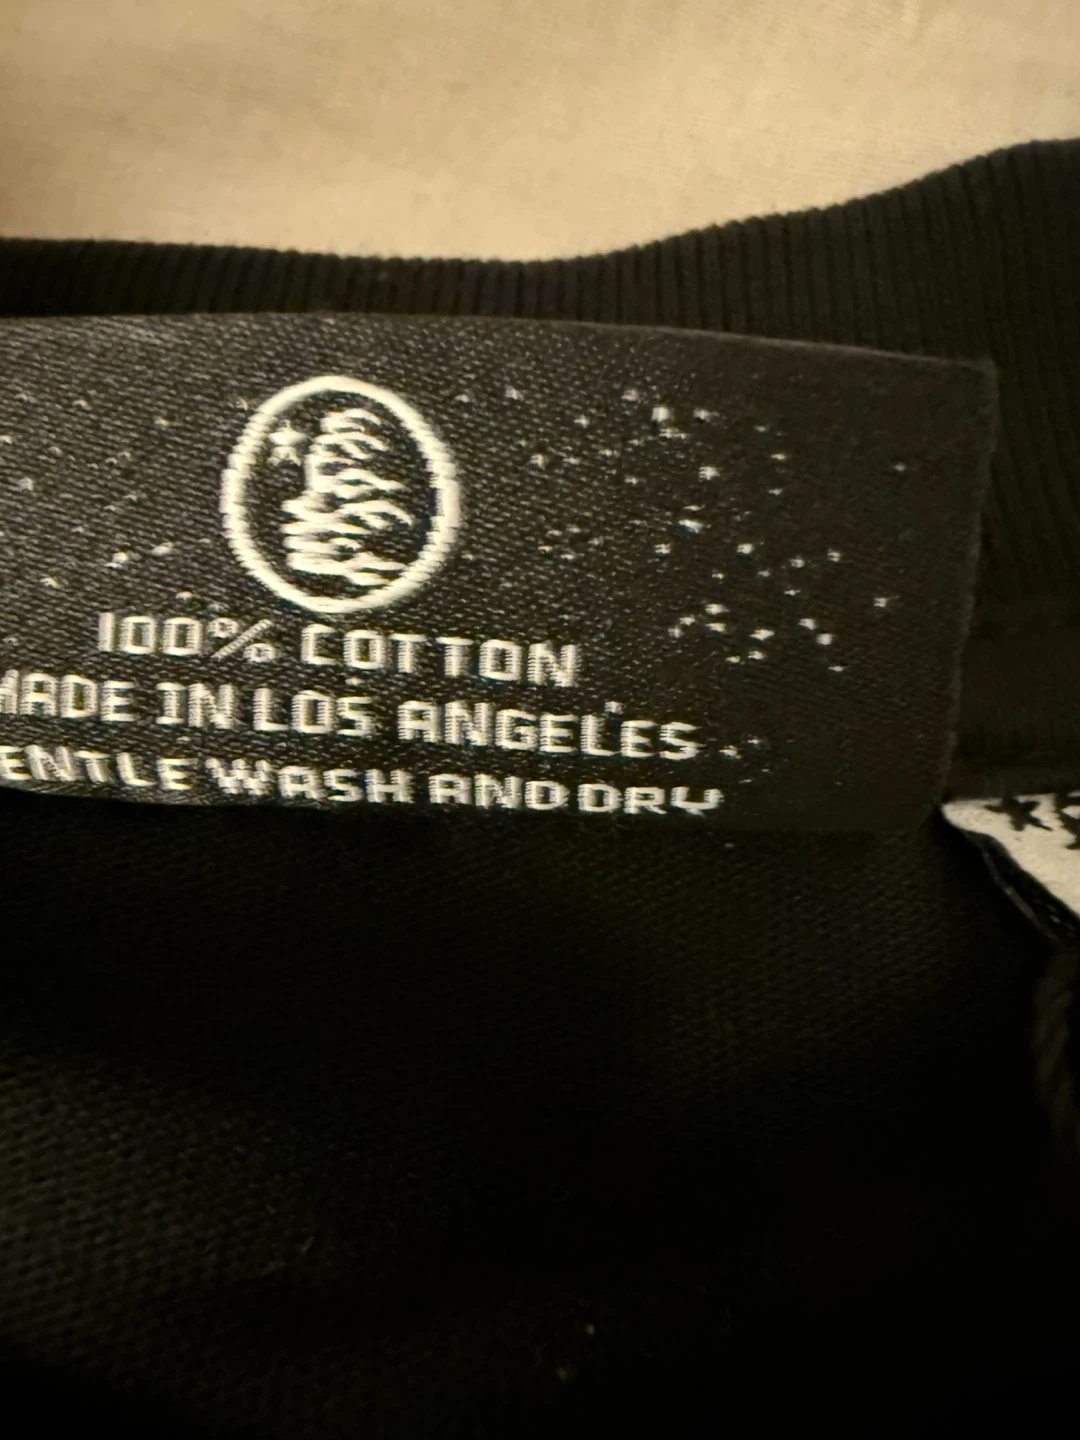 100% COTTON
MADE IN LOS ANGELES
ENTLE WASH AND DRY